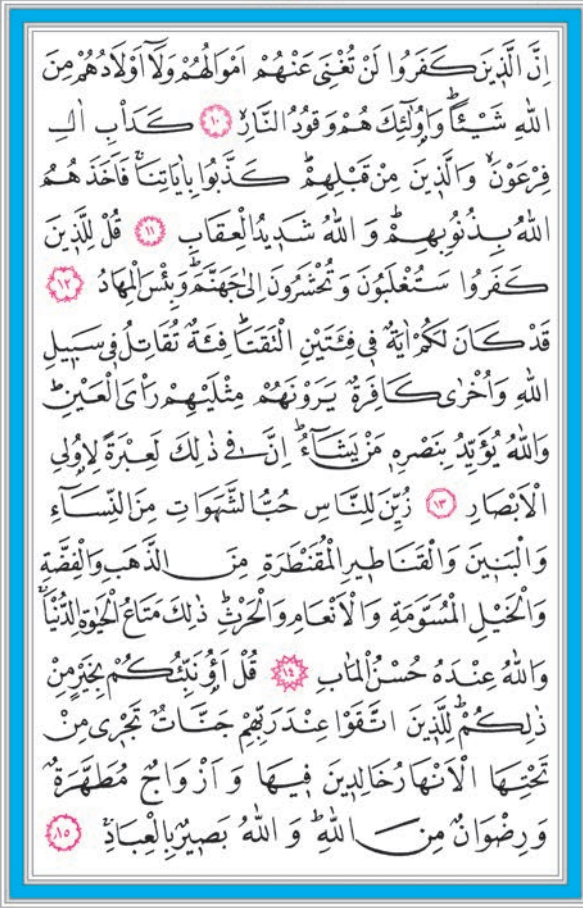 اِنَّ الَّذ۪ينَ كَفَرُوا لَنْ تُغْنِيَ عَنْهُمْ اَمْوَالُهُمْ وَلَٓا اَوْلَادُهُمْ مِنَ
اللّٰهِ شَيْـًٔاۜ وَاُو۬لٰٓئِكَ هُمْ وَقُودُ النَّارِۙ ﴿١٠﴾ كَدَأْبِ اٰلِ
فِرْعَوْنَۙ وَالَّذ۪ينَ مِنْ قَبْلِهِمْۜ كَذَّبُوا بِاٰيَاتِنَاۚ فَاَخَذَهُمُ
اللّٰهُ بِذُنُوبِهِمْۜ وَاللّٰهُ شَد۪يدُ الْعِقَابِ ﴿١١﴾ قُلْ لِلَّذ۪ينَ
كَفَرُوا سَتُغْلَبُونَ وَتُحْشَرُونَ اِلٰى جَهَنَّمَۜ وَبِئْسَ الْمِهَادُ ﴿١٢﴾
قَدْ كَانَ لَكُمْ اٰيَةٌ ف۪ي فِئَتَيْنِ الْتَقَتَاۜ فِئَةٌ تُقَاتِلُ ف۪ي سَب۪يلِ
اللّٰهِ وَاُخْرٰى كَافِرَةٌ يَرَوْنَهُمْ مِثْلَيْهِمْ رَأْيَ الْعَيْنِۜ
وَاللّٰهُ يُؤَيِّدُ بِنَصْرِه۪ مَنْ يَشَٓاءُۜ اِنَّ ف۪ي ذٰلِكَ لَعِبْرَةً لِاُو۬لِي
الْاَبْصَارِ ﴿١٣﴾ زُيِّنَ لِلنَّاسِ حُبُّ الشَّهَوَاتِ مِنَ النِّسَٓاءِ
وَالْبَن۪ينَ وَالْقَنَاط۪يرِ الْمُقَنْطَرَةِ مِنَ الذَّهَبِ وَالْفِضَّةِ
وَالْخَيْلِ الْمُسَوَّمَةِ وَالْاَنْعَامِ وَالْحَرْثِۜ ذٰلِكَ مَتَاعُ الْحَيٰوةِ الدُّنْيَاۚ
وَاللّٰهُ عِنْدَهُ حُسْنُ الْمَاٰبِ ﴿١٤﴾ قُلْ اَؤُ۬نَبِّئُكُمْ بِخَيْرٍ مِنْ
ذٰلِكُمْۜ لِلَّذ۪ينَ اتَّقَوْا عِنْدَ رَبِّهِمْ جَنَّاتٌ تَجْر۪ي مِنْ
تَحْتِهَا الْاَنْهَارُ خَالِد۪ينَ ف۪يهَا وَاَزْوَاجٌ مُطَهَّرَةٌ
وَرِضْوَانٌ مِنَ اللّٰهِۜ وَاللّٰهُ بَص۪يرٌ بِالْعِبَادِۚ ﴿١٥﴾